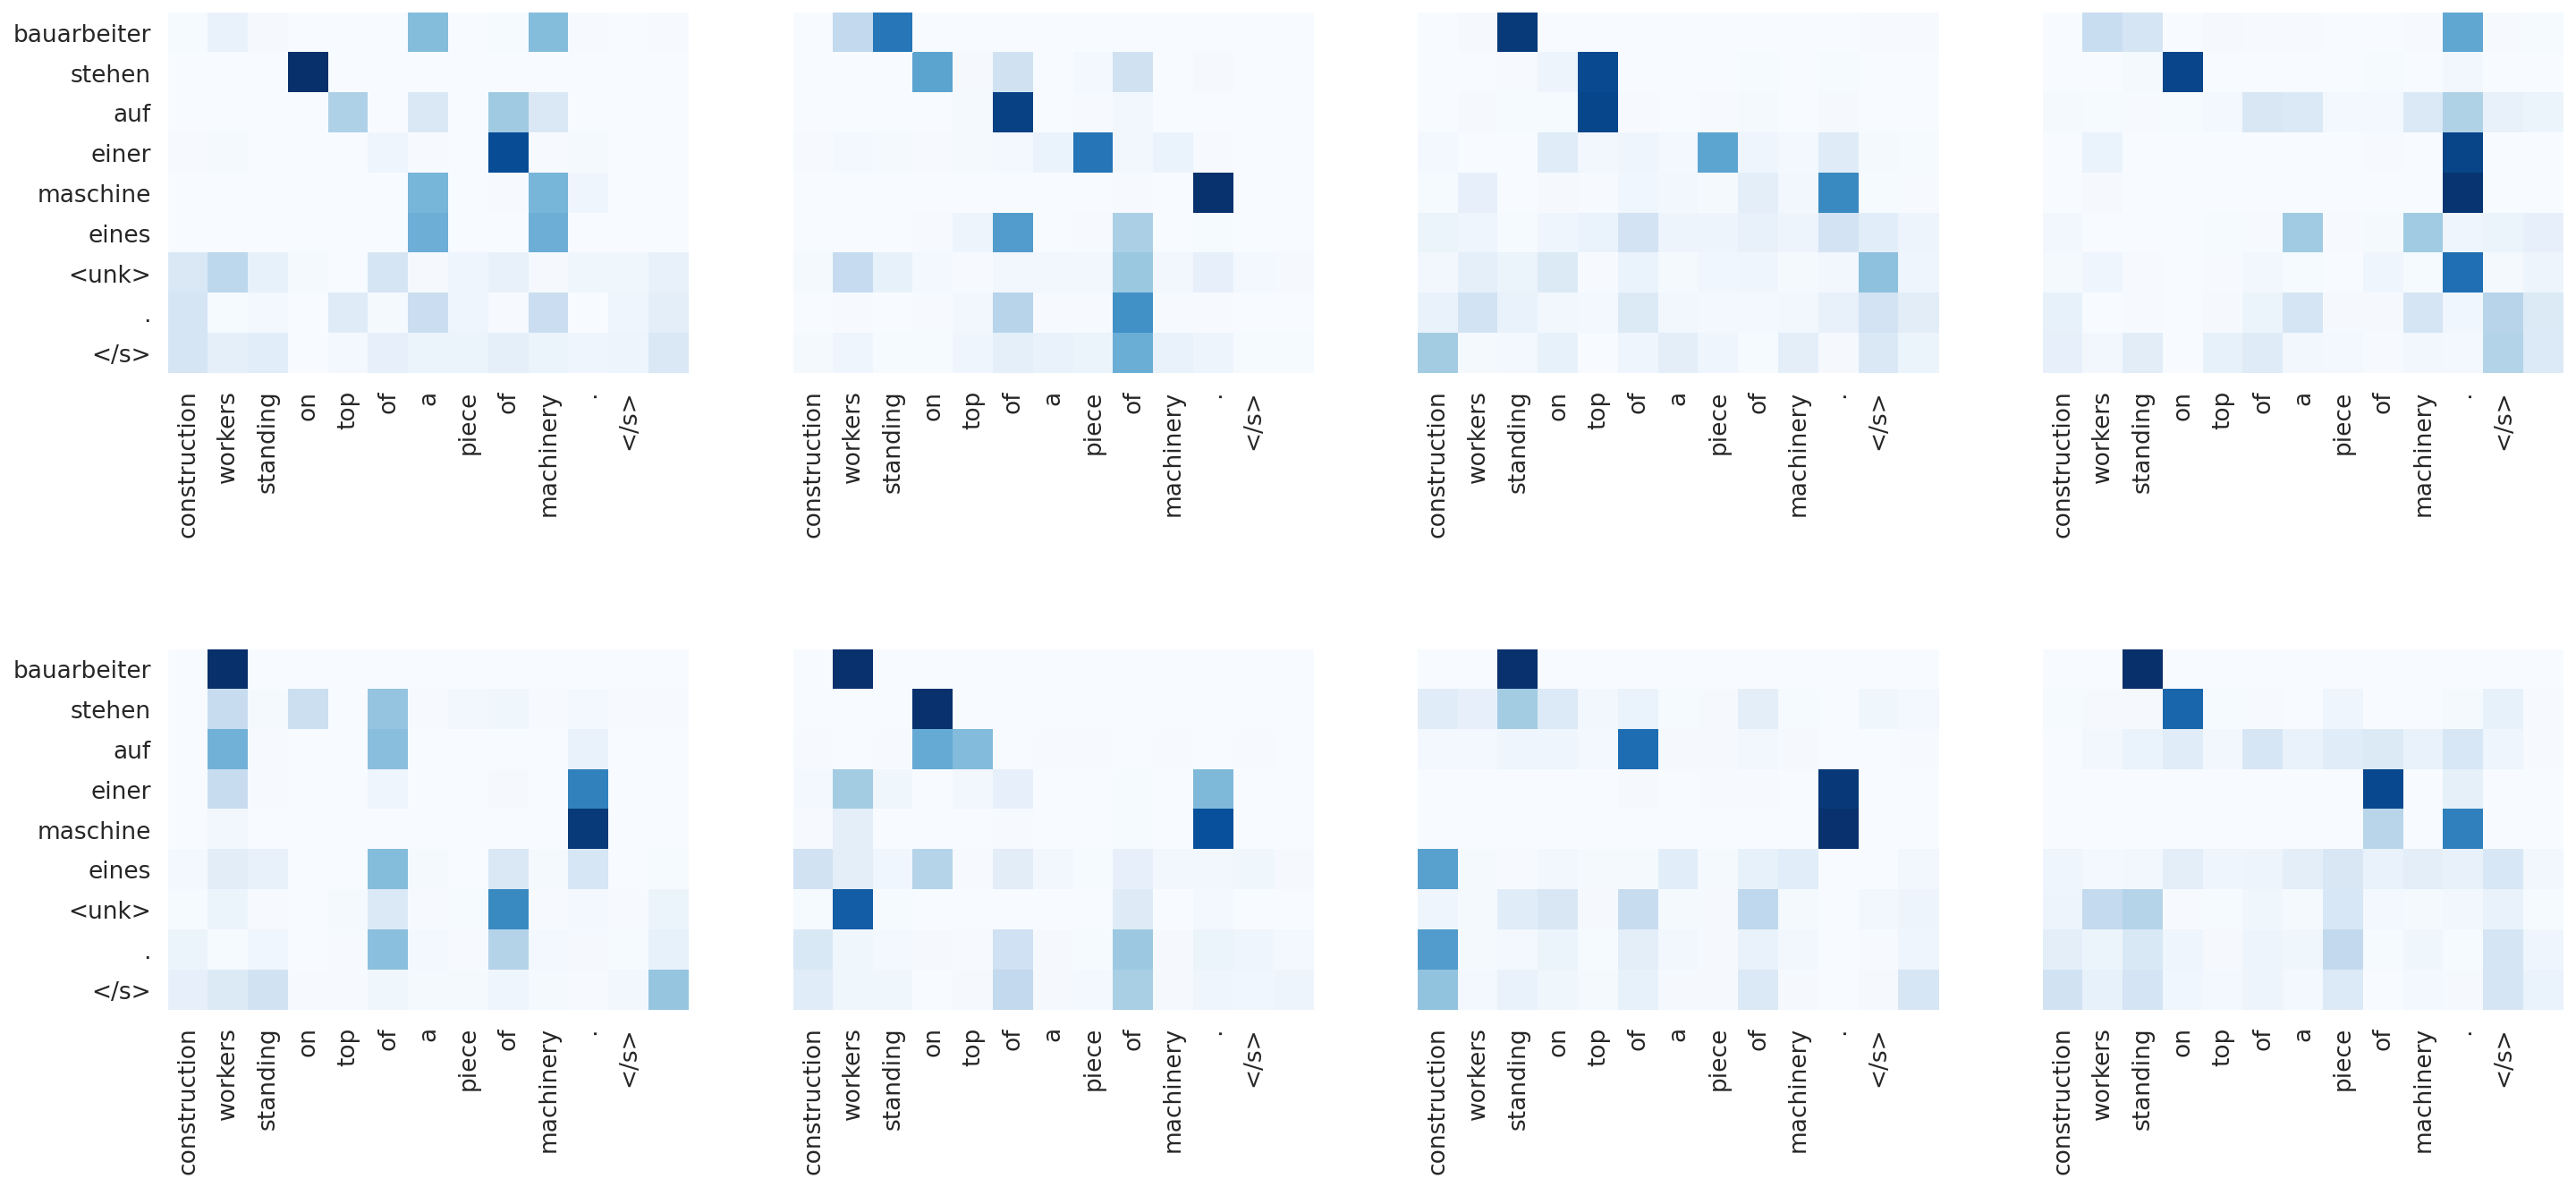 bauarbeiter
stehen
auf
einer
maschine
eines
<unk>
.
</s>
construction workers standing on top of a piece of machinery . </s>
construction workers standing on top of a piece of machinery . </s>
construction workers standing on top of a piece of machinery . </s>
construction workers standing on top of a piece of machinery . </s>
bauarbeiter
stehen
auf
einer
maschine
eines
<unk>
.
</s>
construction workers standing on top of a piece of machinery . </s>
construction workers standing on top of a piece of machinery . </s>
construction workers standing on top of a piece of machinery . </s>
construction workers standing on top of a piece of machinery . </s>